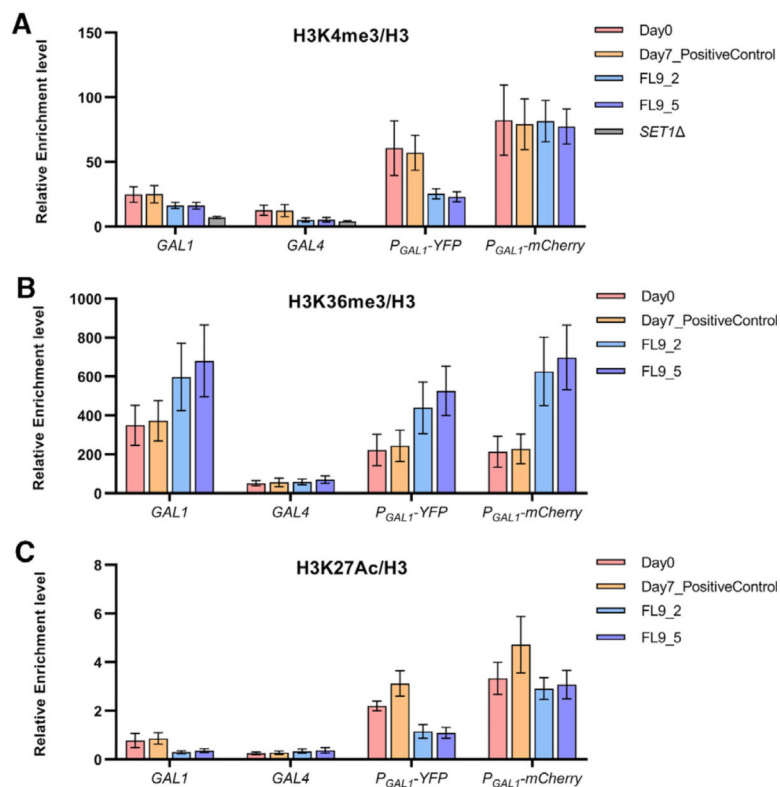 A
H3K4me3/H3
Relative Enrichment level
150
100
50
0
GAL1
GAL4
PGAL1-YFP
PGAL1-mCherry
Day0
Day7_PositiveControl
FL9_2
FL9_5
SET1Δ
B
H3K36me3/H3
Relative Enrichment level
1000
800
600
400
200
0
GAL1
GAL4
PGAL1-YFP
PGAL1-mCherry
Day0
Day7_PositiveControl
FL9_2
FL9_5
C
H3K27Ac/H3
Relative Enrichment level
8
6
4
2
0
GAL1
GAL4
PGAL1-YFP
PGAL1-mCherry
Day0
Day7_PositiveControl
FL9_2
FL9_5